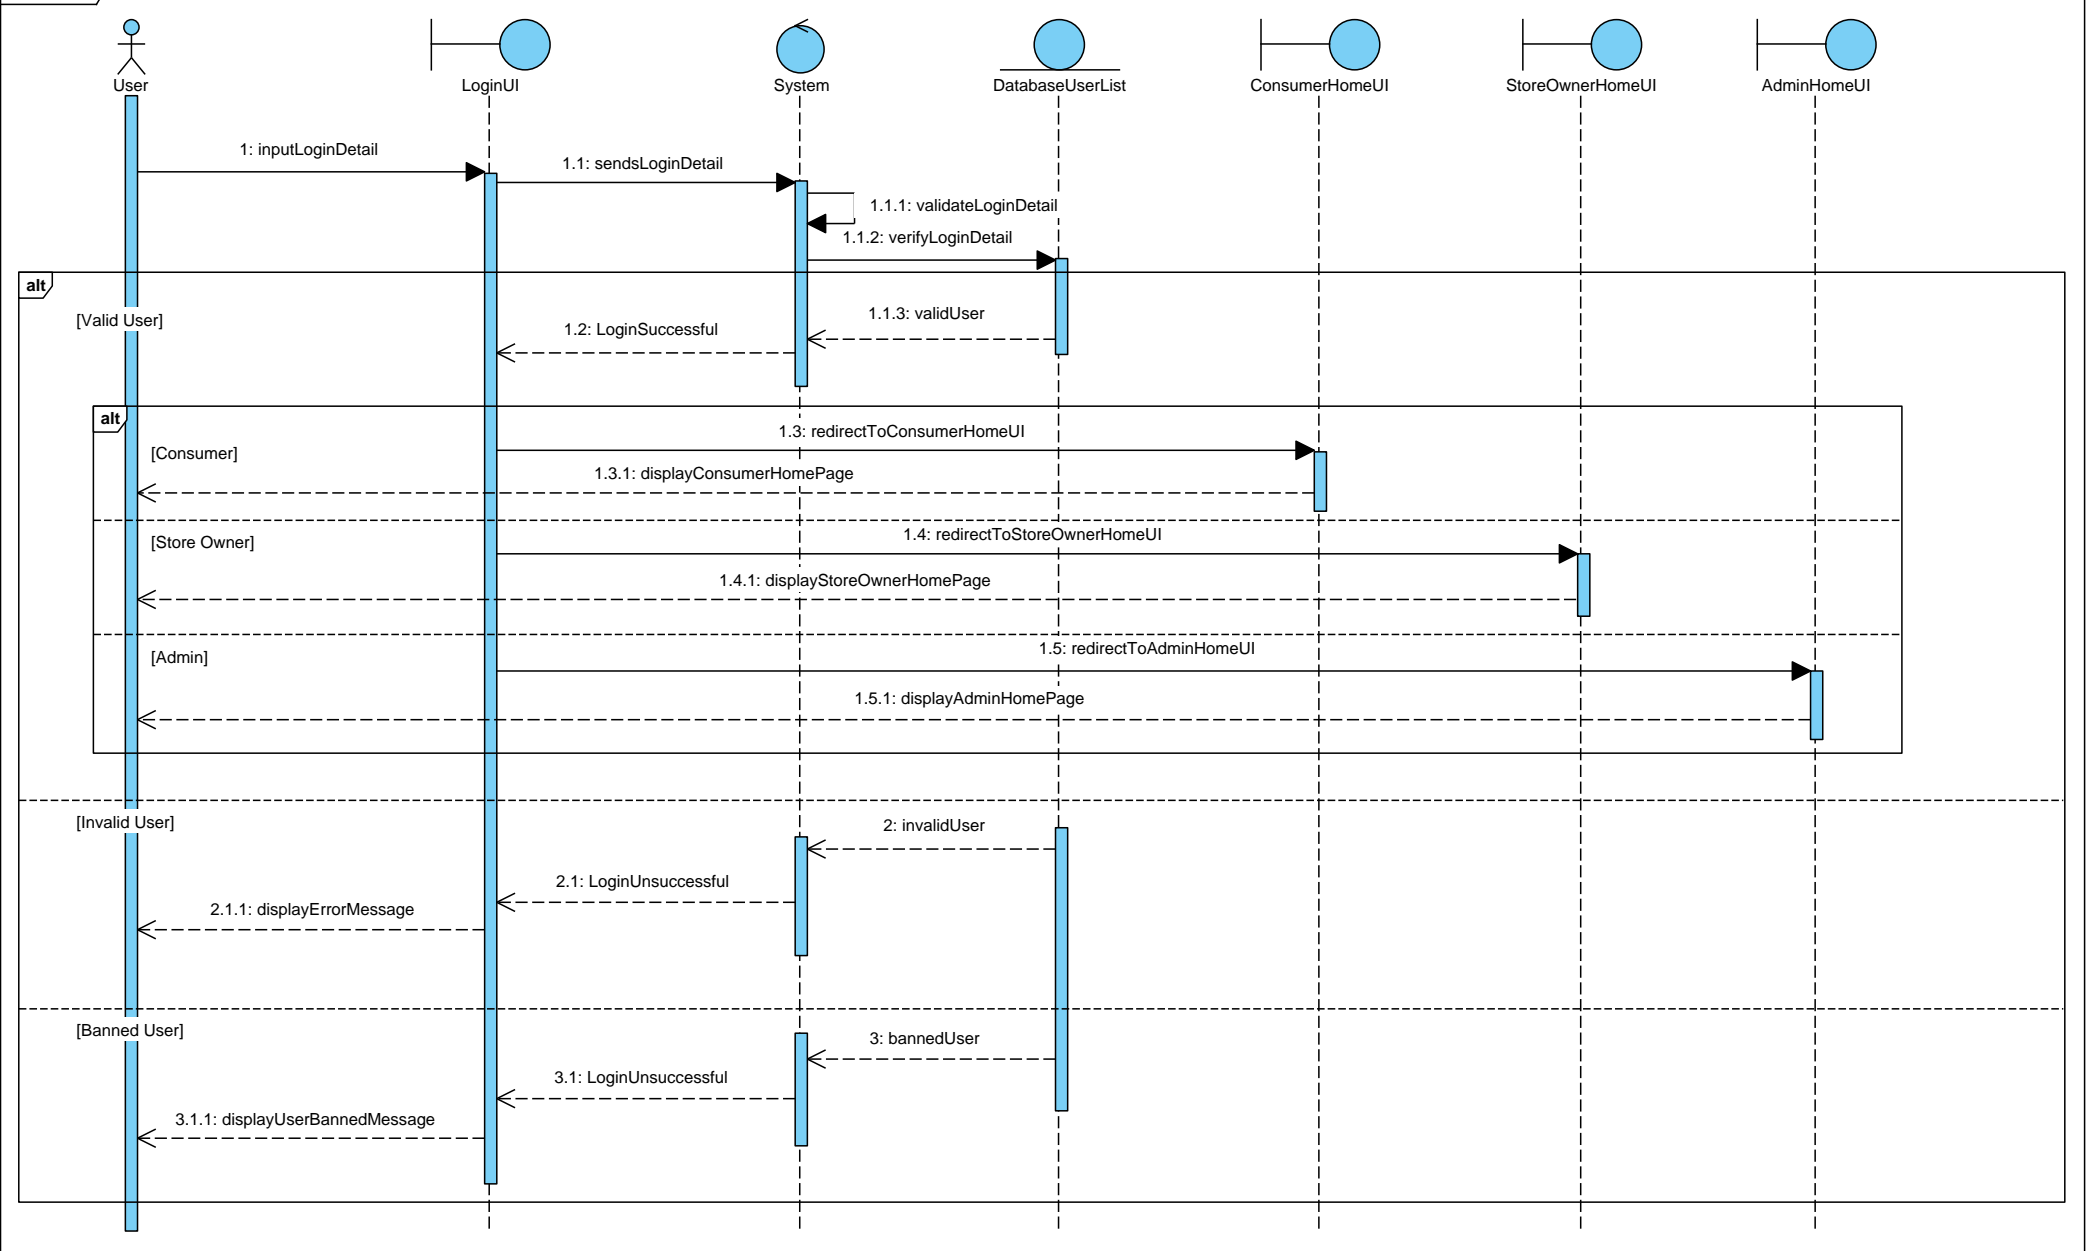 User
LoginUI
System
DatabaseUserList
ConsumerHomeUI
StoreOwnerHomeUI
AdminHomeUI
1: inputLoginDetail
1.1: sendsLoginDetail
1.1.1: validateLoginDetail
1.1.2: verifyLoginDetail
alt
[Valid User]
1.1.3: validUser
1.2: LoginSuccessful
alt
[Consumer]
1.3: redirectToConsumerHomeUI
1.3.1: displayConsumerHomePage
[Store Owner]
1.4: redirectToStoreOwnerHomeUI
1.4.1: displayStoreOwnerHomePage
[Admin]
1.5: redirectToAdminHomeUI
1.5.1: displayAdminHomePage
[Invalid User]
2: invalidUser
2.1: LoginUnsuccessful
2.1.1: displayErrorMessage
[Banned User]
3: bannedUser
3.1: LoginUnsuccessful
3.1.1: displayUserBannedMessage